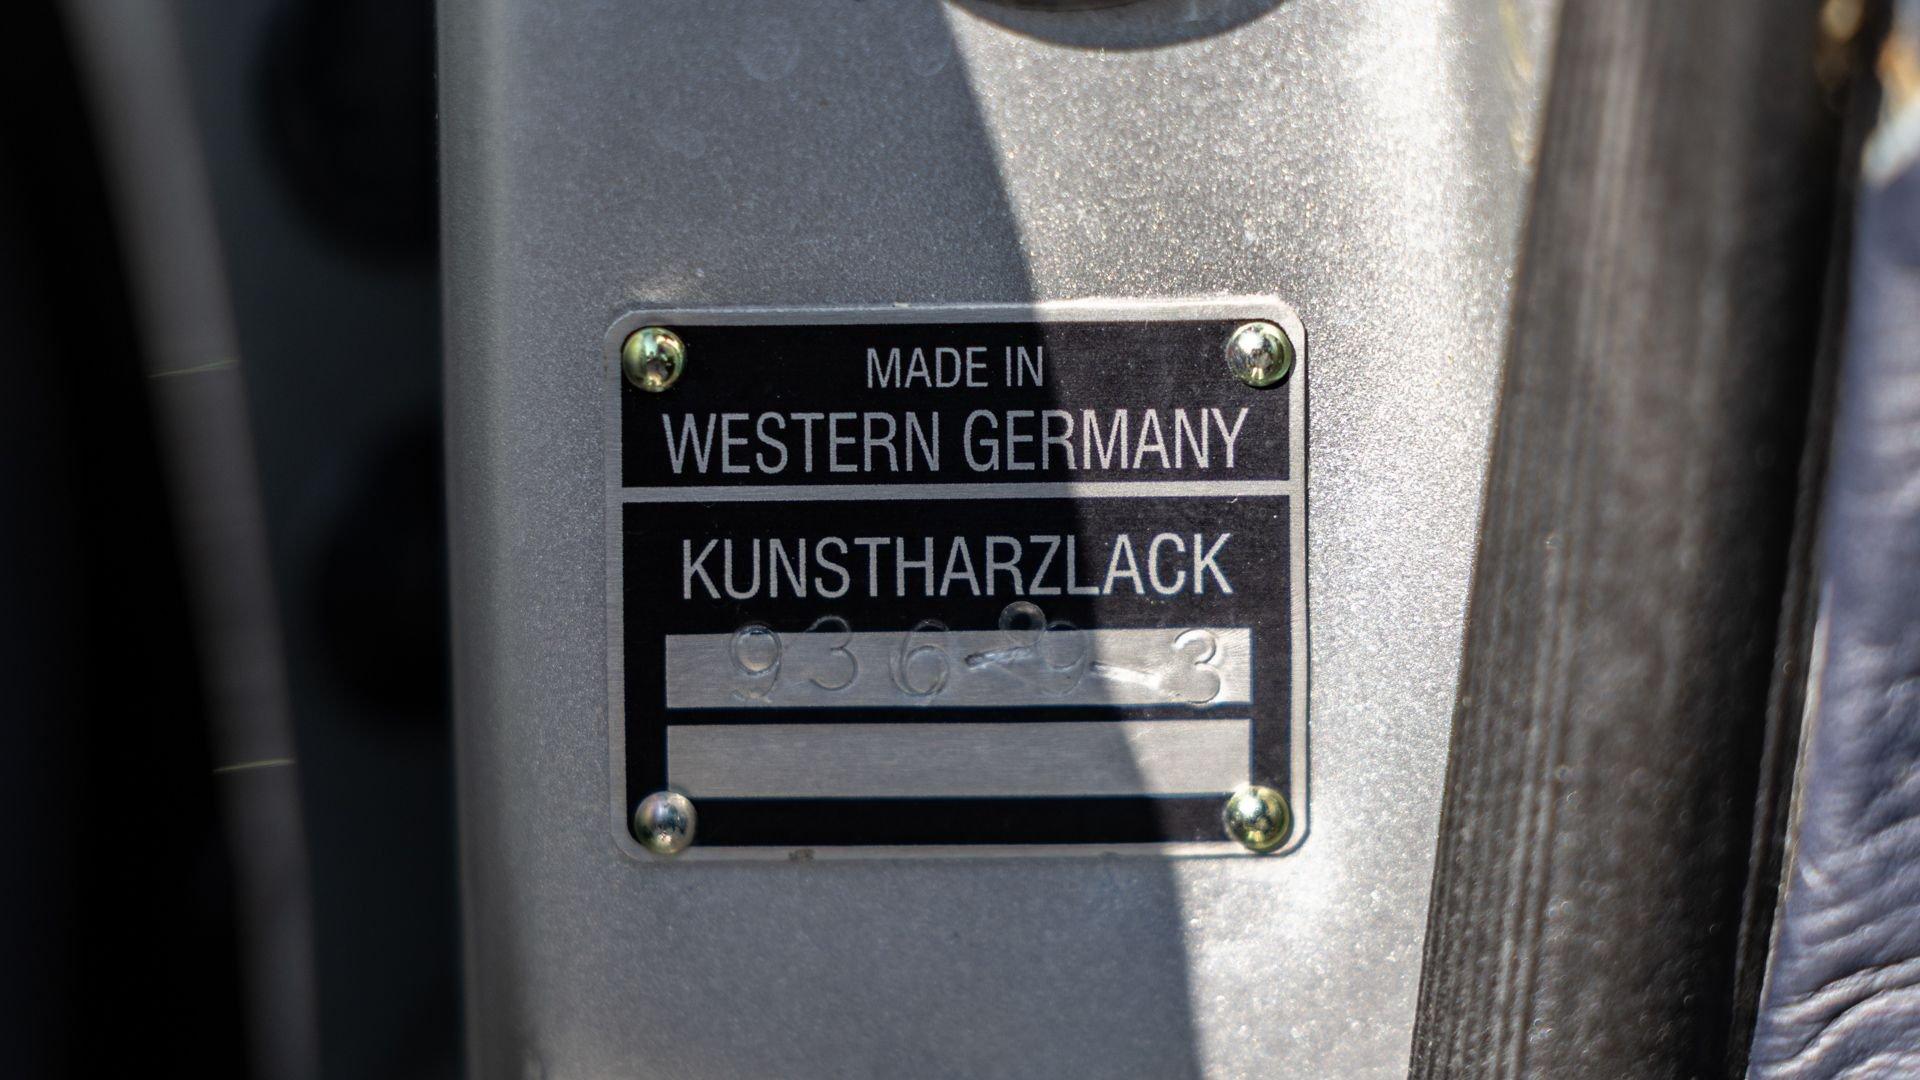 MADE IN
WESTERN GERMANY
KUNSTHARZLACK
936-9-3